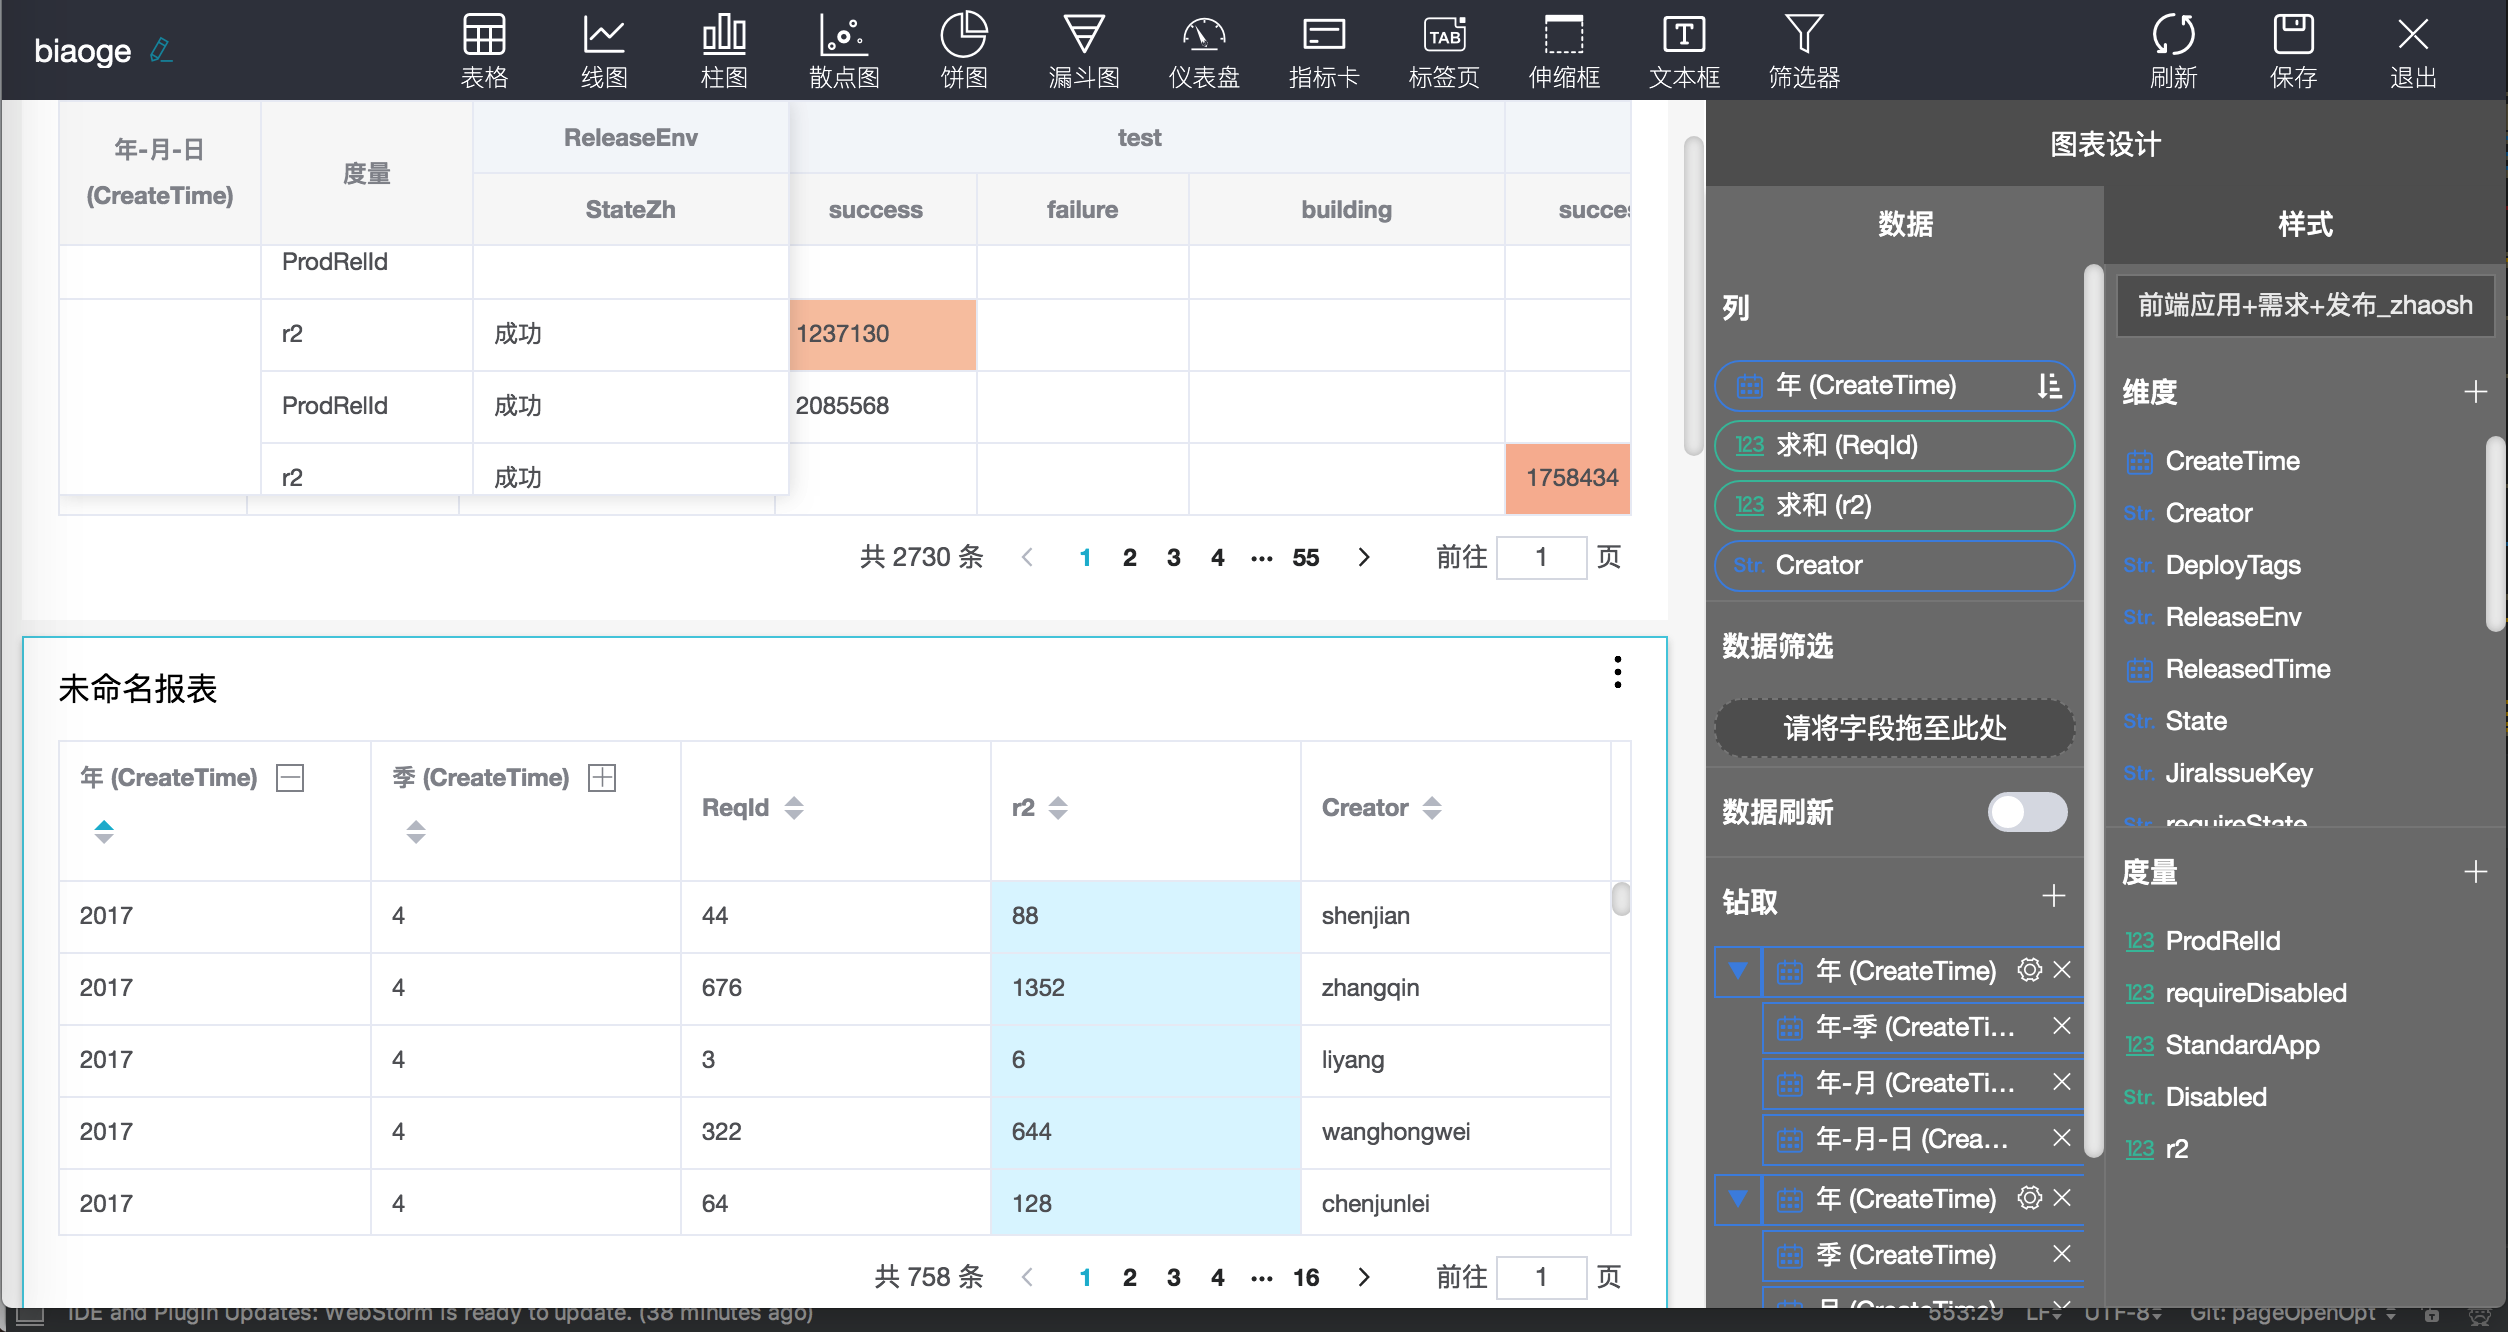 biaoge
表格
线图
柱图
散点图
饼图
漏斗图
仪表盘
指标卡
TAB
标签页
伸缩框
T
文本框
筛选器
刷新
保存
退出
年-月-日
(CreateTime)
度量
ReleaseEnv
test
StateZh
success
failure
building
ProdRelId
r2
成功
1237130
ProdRelId
成功
2085568
r2
成功
1758434
共 2730 条
1
2
3
4
···
55
前往
1
页
未命名报表
年 (CreateTime)
季 (CreateTime)
ReqId
r2
Creator
2017
4
44
88
shenjian
2017
4
676
1352
zhangqin
2017
4
3
6
liyang
2017
4
322
644
wanghongwei
2017
4
64
128
chenjunlei
共 758 条
1
2
3
4
···
16
前往
1
页
图表设计
数据
样式
列
年 (CreateTime)
123 求和 (ReqId)
123 求和 (r2)
Str. Creator
数据筛选
请将字段拖至此处
数据刷新
钻取
年 (CreateTime)
年-季 (CreateTi...
年-月 (CreateTi...
年-月-日 (Crea...
年 (CreateTime)
季 (CreateTime)
月 (CreateTime)
前端应用+需求+发布_zhaosh
维度
CreateTime
Str. Creator
Str. DeployTags
Str. ReleaseEnv
ReleasedTime
Str. State
Str. JiraIssueKey
Str. requireState
度量
123 ProdRelId
123 requireDisabled
123 StandardApp
Str. Disabled
123 r2
IDE and Plugin Updates: WebStorm is ready to update. (38 minutes ago)
553:29
LF
UTF-8
Git: pageOpenOpt